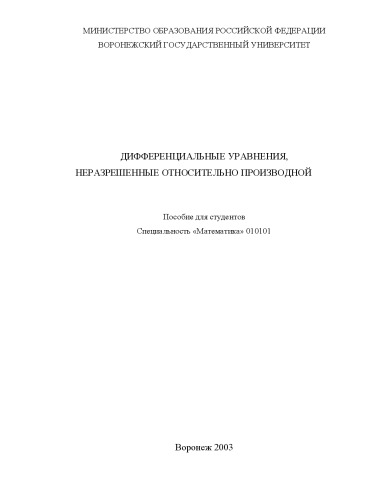 МИНИСТЕРСТВО ОБРАЗОВАНИЯ РОССИЙСКОЙ ФЕДЕРАЦИИ
ВОРОНЕЖСКИЙ ГОСУДАРСТВЕННЫЙ УНИВЕРСИТЕТ
ДИФФЕРЕНЦИАЛЬНЫЕ УРАВНЕНИЯ,
НЕРАЗРЕШЕННЫЕ ОТНОСИТЕЛЬНО ПРОИЗВОДНОЙ
Пособие для студентов
Специальность «Математика» 010101
Воронеж 2003